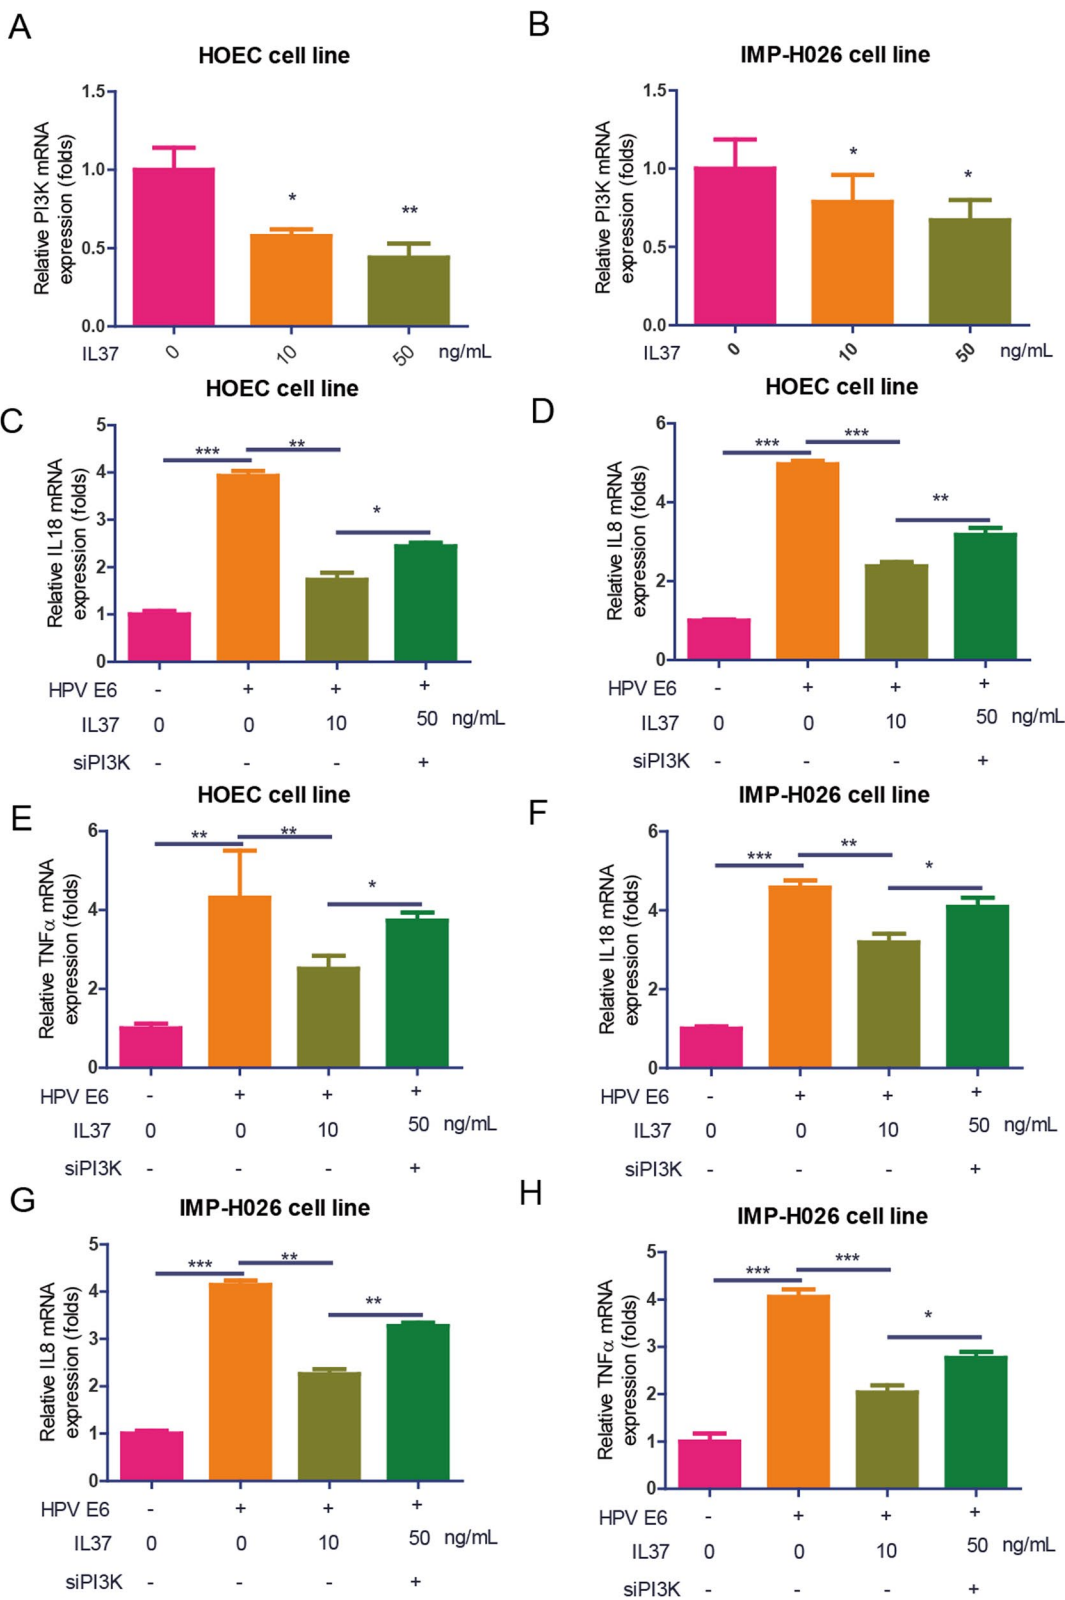 A
HOEC cell line
Relative PI3K mRNA
expression (folds)
1.5
1.0
0.5
0.0
*
**
IL37 0 10 50 ng/mL
B
IMP-H026 cell line
Relative PI3K mRNA
expression (folds)
1.5
1.0
0.5
0.0
*
*
IL37 0 10 50 ng/mL
C
HOEC cell line
Relative IL18 mRNA
expression (folds)
5
4
3
2
1
0
*** **
*
HPV E6 - + + +
IL37 0 0 10 50 ng/mL
siPI3K - - - +
D
HOEC cell line
Relative IL8 mRNA
expression (folds)
6
4
2
0
*** ***
**
HPV E6 - + + +
IL37 0 0 10 50 ng/mL
siPI3K - - - +
E
HOEC cell line
Relative TNFα mRNA
expression (folds)
6
4
2
0
** **
*
HPV E6 - + + +
IL37 0 0 10 50 ng/mL
siPI3K - - - +
F
IMP-H026 cell line
Relative IL18 mRNA
expression (folds)
6
4
2
0
*** **
*
HPV E6 - + + +
IL37 0 0 10 50 ng/mL
siPI3K - - - +
G
IMP-H026 cell line
Relative IL8 mRNA
expression (folds)
5
4
3
2
1
0
*** **
**
HPV E6 - + + +
IL37 0 0 10 50 ng/mL
siPI3K - - - +
H
IMP-H026 cell line
Relative TNFα mRNA
expression (folds)
5
4
3
2
1
0
*** ***
*
HPV E6 - + + +
IL37 0 0 10 50 ng/mL
siPI3K - - - +